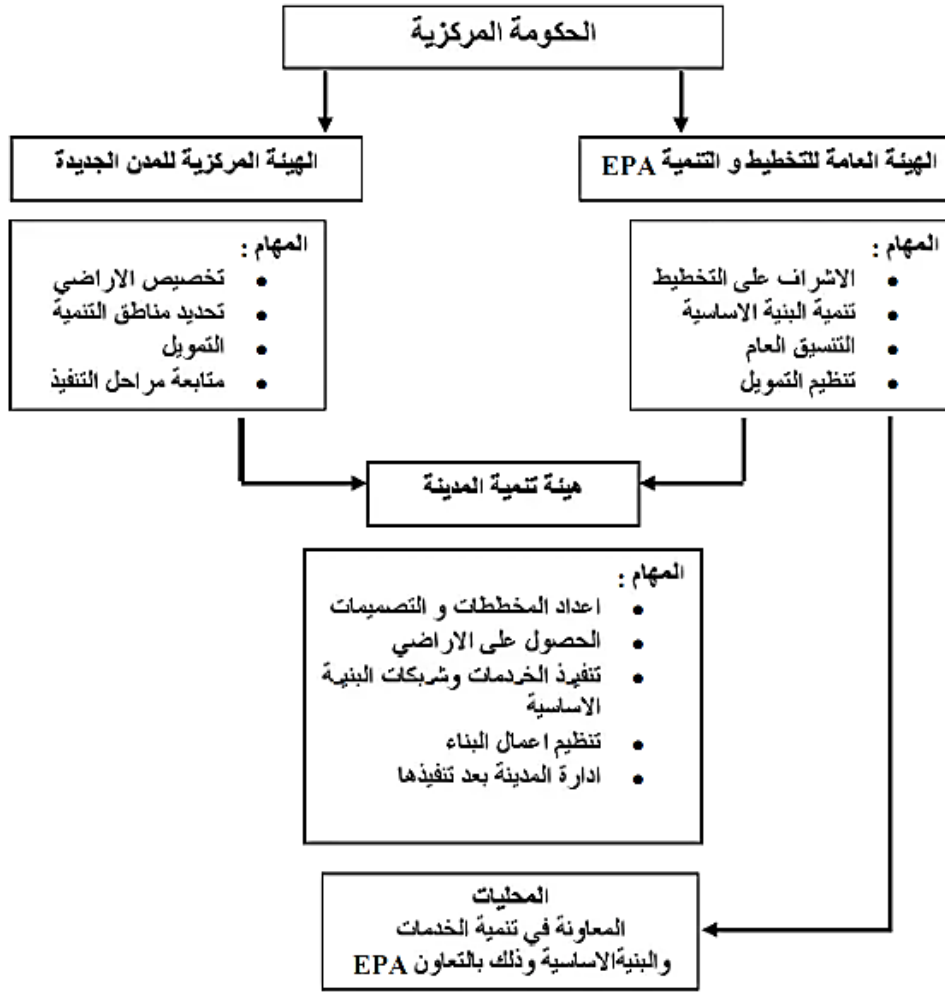 الحكومة المركزية
الهيئة العامة للتخطيط و التنمية EPA
الهيئة المركزية للمدن الجديدة
المهام :
• الاشراف على التخطيط
• تنمية البنية الاساسية
• التنسيق العام
• تنظيم التمويل
المهام :
• تخصيص الاراضي
• تحديد مناطق التنمية
• التمويل
• متابعة مراحل التنفيذ
هيئة تنمية المدينة
المهام :
• اعداد المخططات و التصميمات
• الحصول على الاراضي
• تنفيذ الخدمات وشبكات البنية
الاساسية
• تنظيم اعمال البناء
• ادارة المدينة بعد تنفيذها
المحليات
المعاونة في تنمية الخدمات
والبنيةالاساسية وذلك بالتعاون EPA